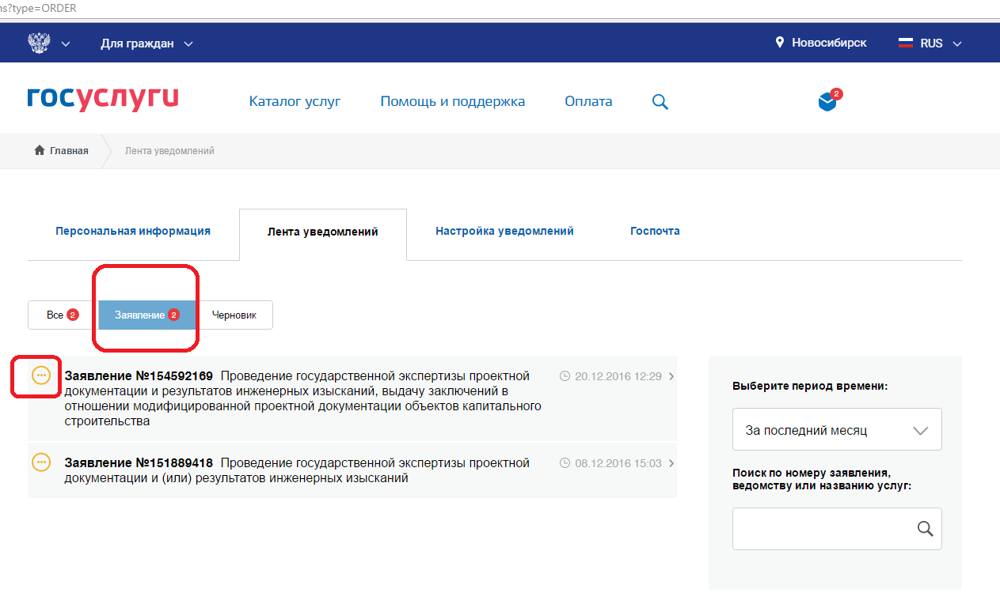 ns?type=ORDER
Для граждан
Новосибирск
RUS
госуслуги
Каталог услуг
Помощь и поддержка
Оплата
2
Главная
Лента уведомлений
Персональная информация
Лента уведомлений
Настройка уведомлений
Госпочта
Все 2
Заявление 2
Черновик
Заявление №154592169 Проведение государственной экспертизы проектной
документации и результатов инженерных изысканий, выдачу заключений в
отношении модифицированной проектной документации объектов капитального
строительства
20.12.2016 12:29
Заявление №151889418 Проведение государственной экспертизы проектной
документации и (или) результатов инженерных изысканий
08.12.2016 15:03
Выберите период времени:
За последний месяц
Поиск по номеру заявления,
ведомству или названию услуг: